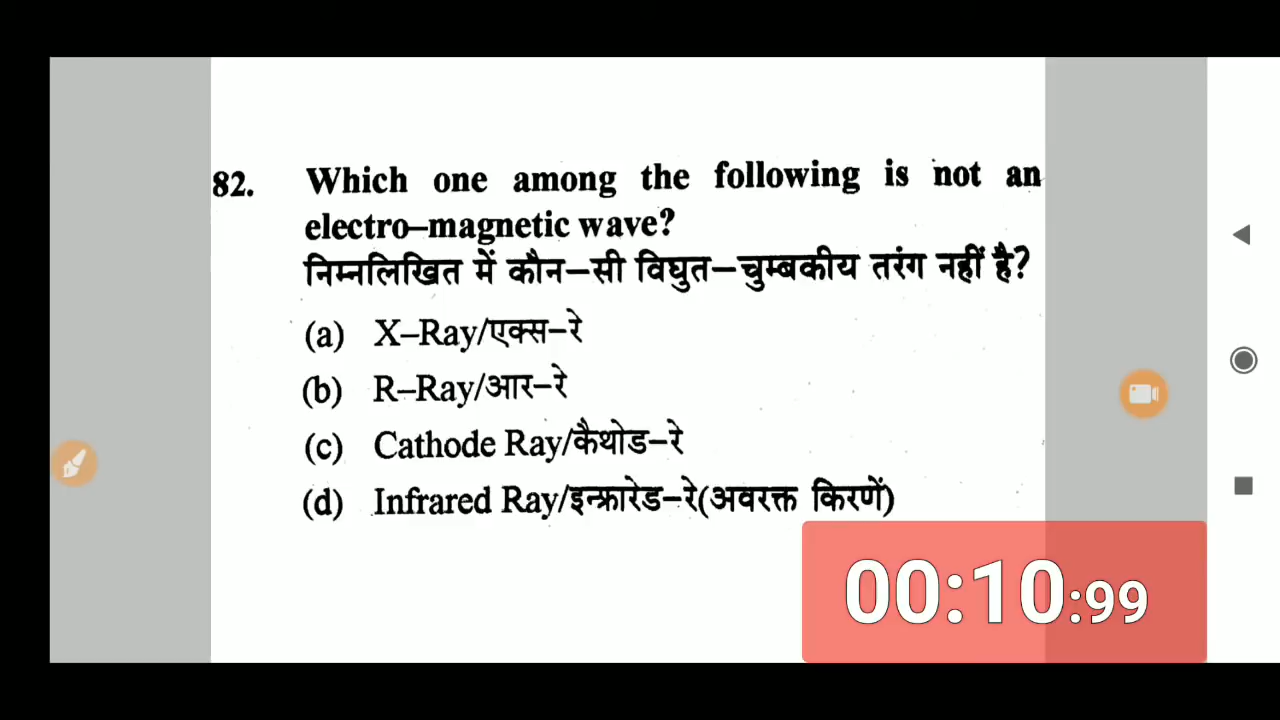 82. Which one among the following is not an
electro–magnetic wave?
निम्नलिखित में कौन–सी विघुत–चुम्बकीय तरंग नहीं है?
(a) X–Ray/एक्स–रे
(b) R–Ray/आर–रे
(c) Cathode Ray/कैथोड–रे
(d) Infrared Ray/इन्फ्रारेड–रे(अवरक्त किरणें)
00:10:99